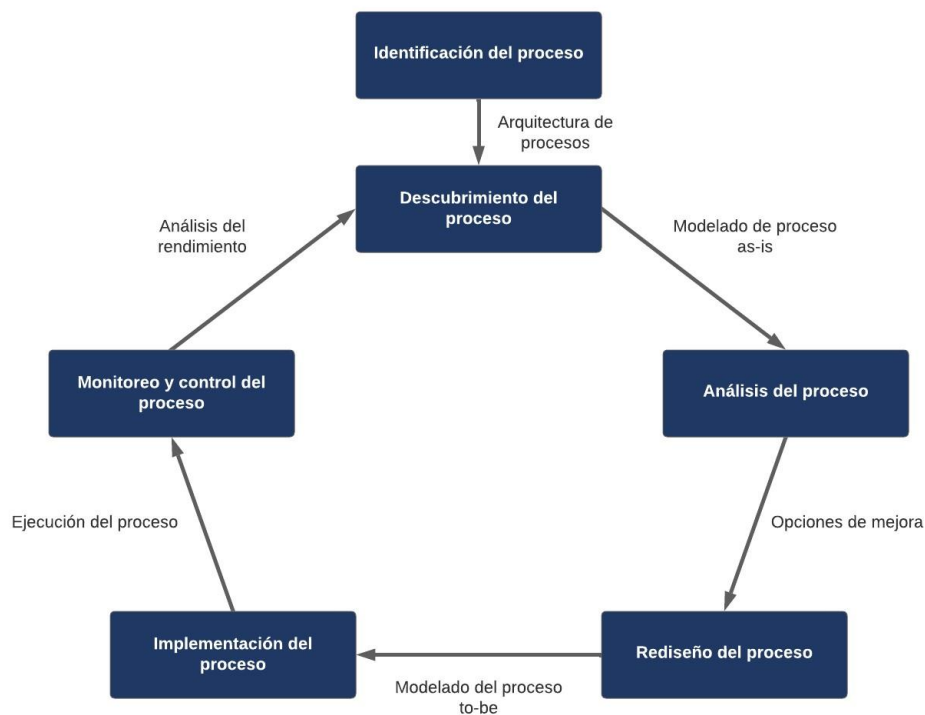 Identificación del proceso
Arquitectura de
procesos
Descubrimiento del
proceso
Análisis del
rendimiento
Modelado de proceso
as-is
Monitoreo y control del
proceso
Análisis del proceso
Ejecución del proceso
Opciones de mejora
Implementación del
proceso
Rediseño del proceso
Modelado del proceso
to-be